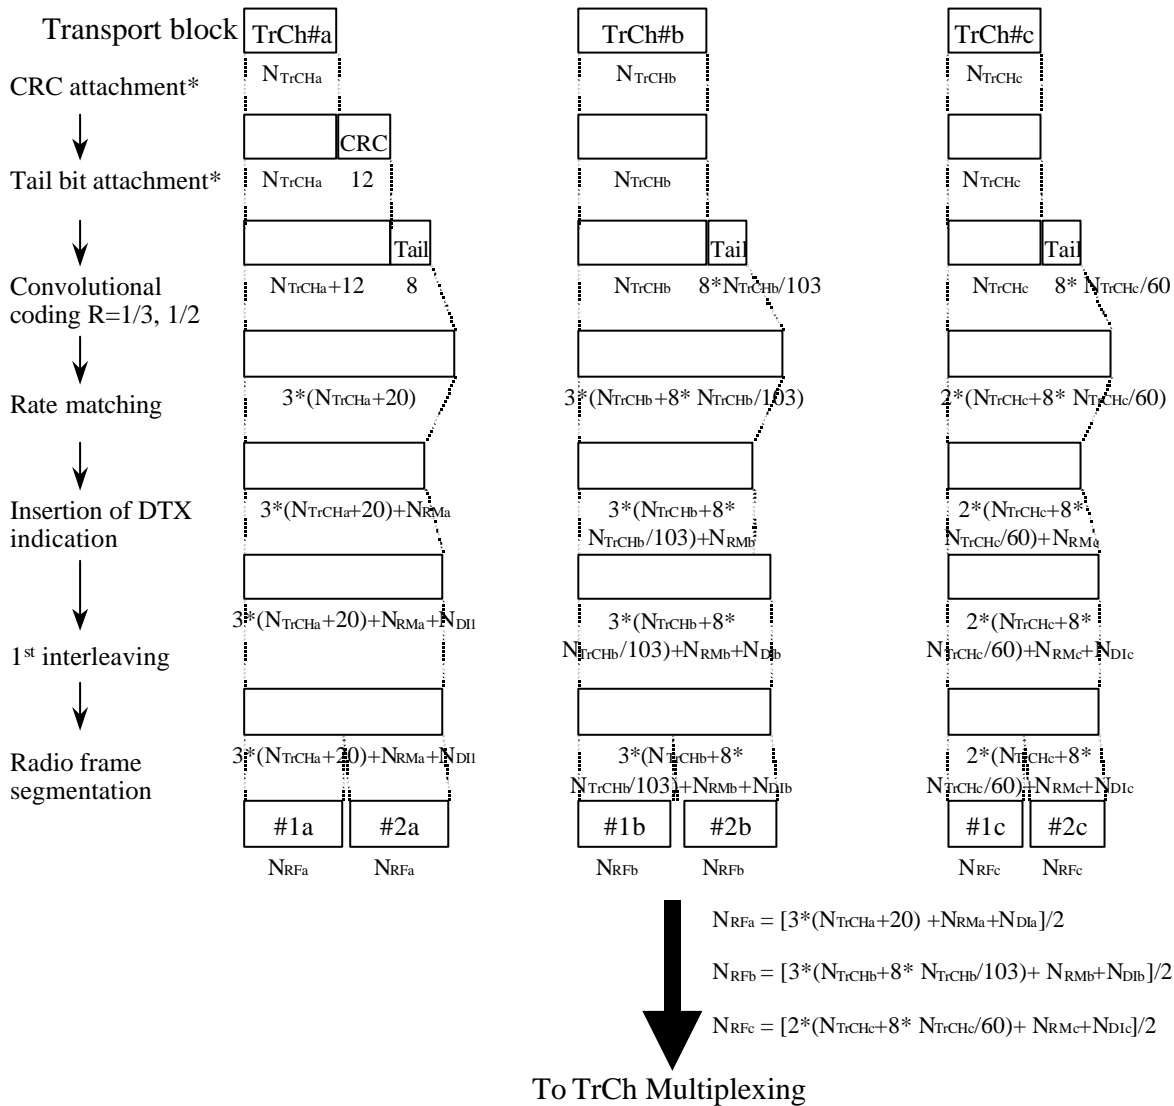 Transport block TrCh#a TrCh#b TrCh#c
NTrCHa NTrCHb NTrCHc
CRC attachment*
CRC
Tail bit attachment*
NTrCHa 12 NTrCHb NTrCHc
Tail Tail Tail
Convolutional
coding R=1/3, 1/2
NTrCHa+12 8 NTrCHb 8*NTrCHb/103 NTrCHc 8* NTrCHc/60
Rate matching
3*(NTrCHa+20) 3*(NTrCHb+8* NTrCHb/103) 2*(NTrCHc+8* NTrCHc/60)
Insertion of DTX
indication
3*(NTrCHa+20)+NRMa 3*(NTrCHb+8* 2*(NTrCHc+8*
NTrCHb/103)+NRMb NTrCHc/60)+NRMc
3*(NTrCHa+20)+NRMa+NDI1 3*(NTrCHb+8* 2*(NTrCHc+8*
1st interleaving
NTrCHb/103)+NRMb+NDIb NTrCHc/60)+NRMc+NDIc
Radio frame
segmentation
3*(NTrCHa+20)+NRMa+NDI1 3*(NTrCHb+8* 2*(NTrCHc+8*
NTrCHb/103)+NRMb+NDIb NTrCHc/60)+NRMc+NDIc
#1a #2a #1b #2b #1c #2c
NRFa NRFa NRFb NRFb NRFc NRFc
NRFa = [3*(NTrCHa+20) +NRMa+NDIa]/2
NRFb = [3*(NTrCHb+8* NTrCHb/103)+ NRMb+NDIb]/2
NRFc = [2*(NTrCHc+8* NTrCHc/60)+ NRMc+NDIc]/2
To TrCh Multiplexing